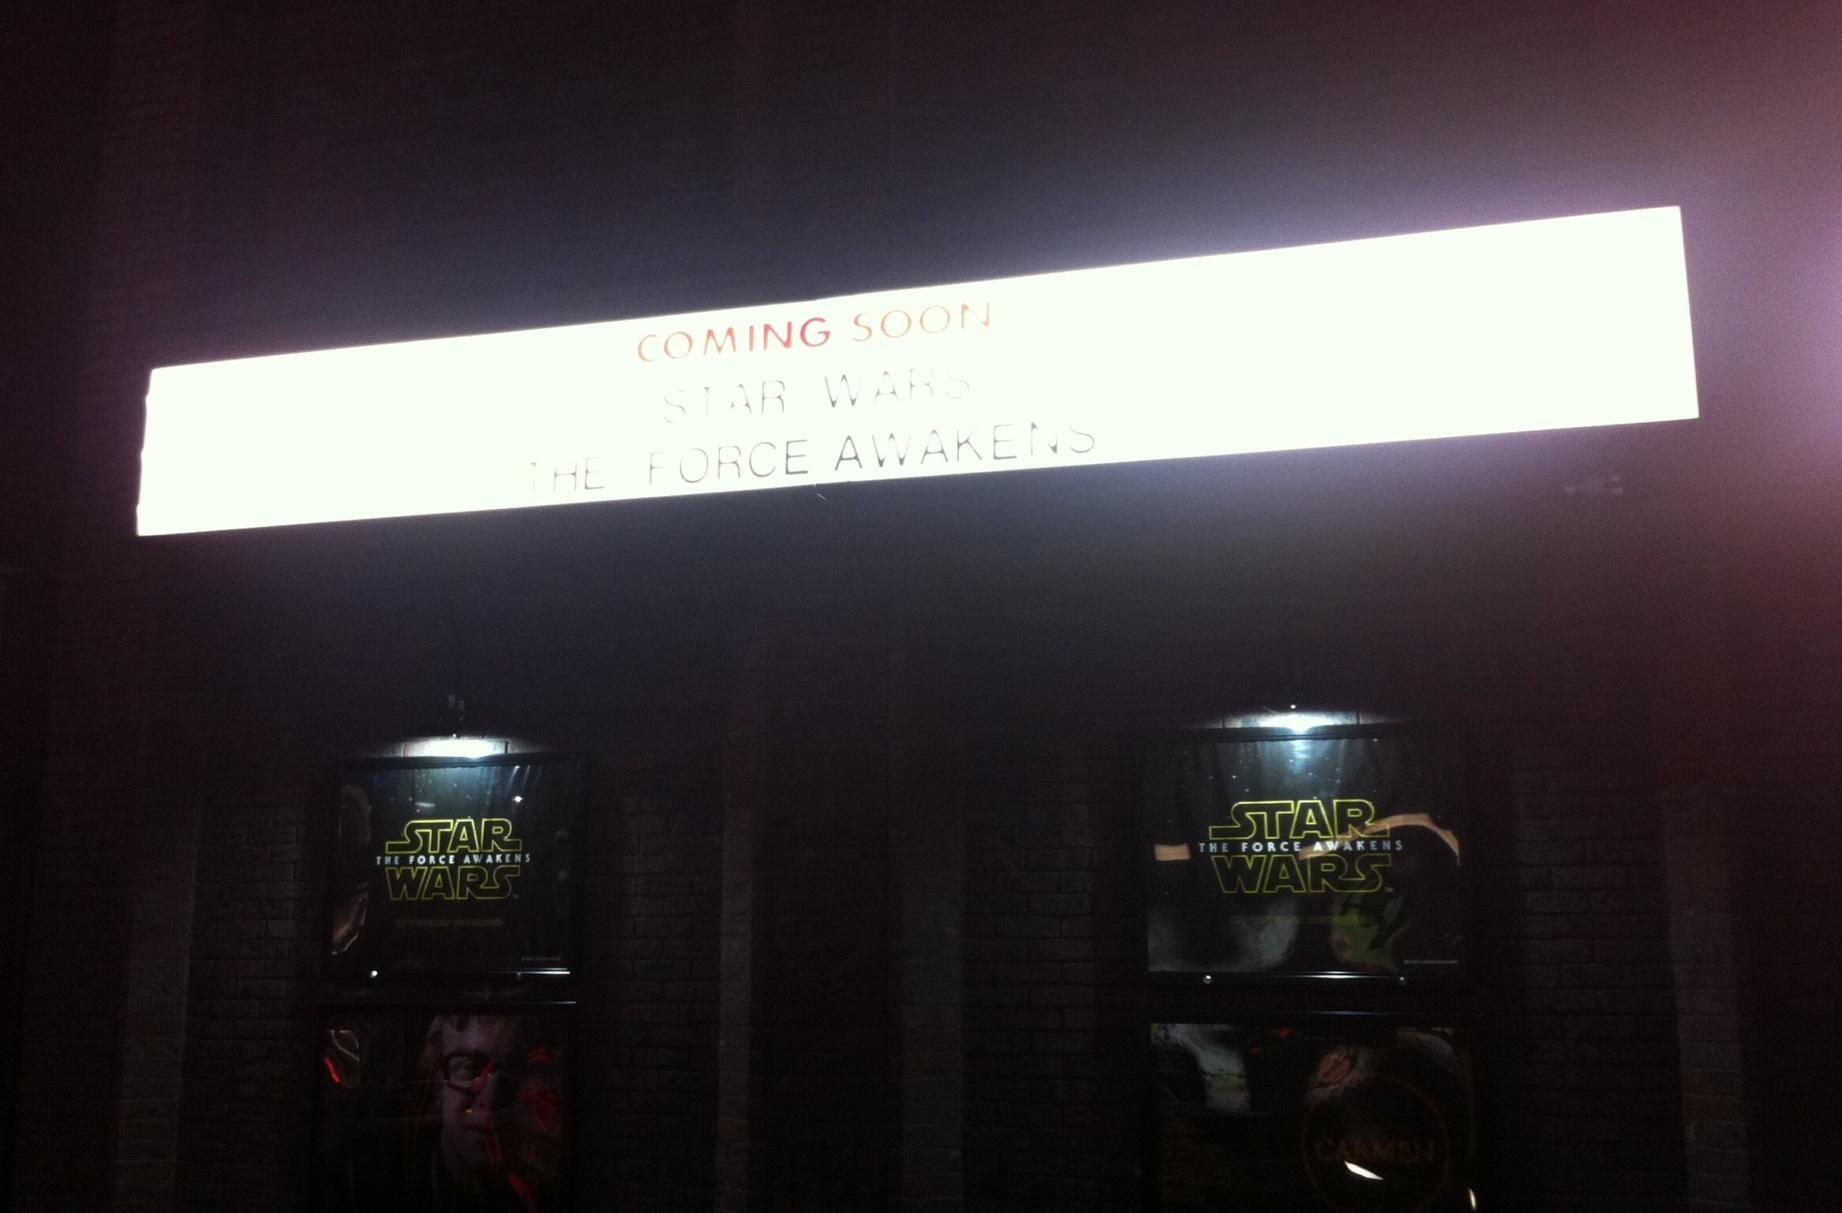 COMING SOON
STAR WARS
THE FORCE AWAKENS
STAR
THE FORCE AWAKENS
WARS
STAR
THE FORCE AWAKENS
WARS
CARMEN